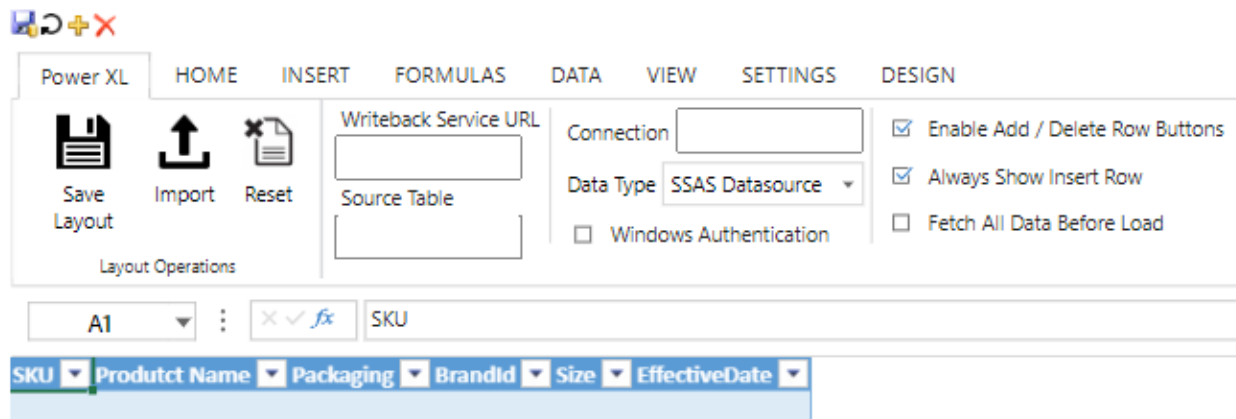 Power XL HOME INSERT FORMULAS DATA VIEW SETTINGS DESIGN
Save Layout
Import
Reset
Layout Operations
Writeback Service URL
Source Table
Connection
Data Type SSAS Datasource
Windows Authentication
Enable Add / Delete Row Buttons
Always Show Insert Row
Fetch All Data Before Load
A1 fx SKU
SKU Produtct Name Packaging BrandId Size EffectiveDate